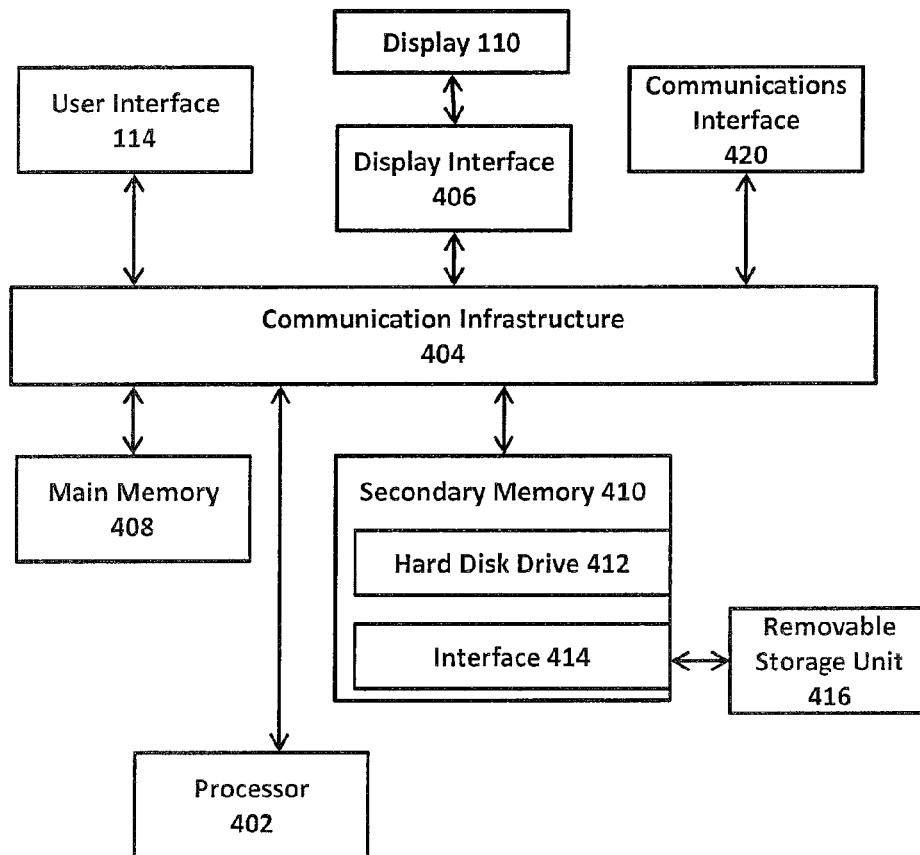 Display 110
User Interface
114
Communications
Interface
420
Display Interface
406
Communication Infrastructure
404
Main Memory
408
Secondary Memory 410
Hard Disk Drive 412
Interface 414
Removable
Storage Unit
416
Processor
402